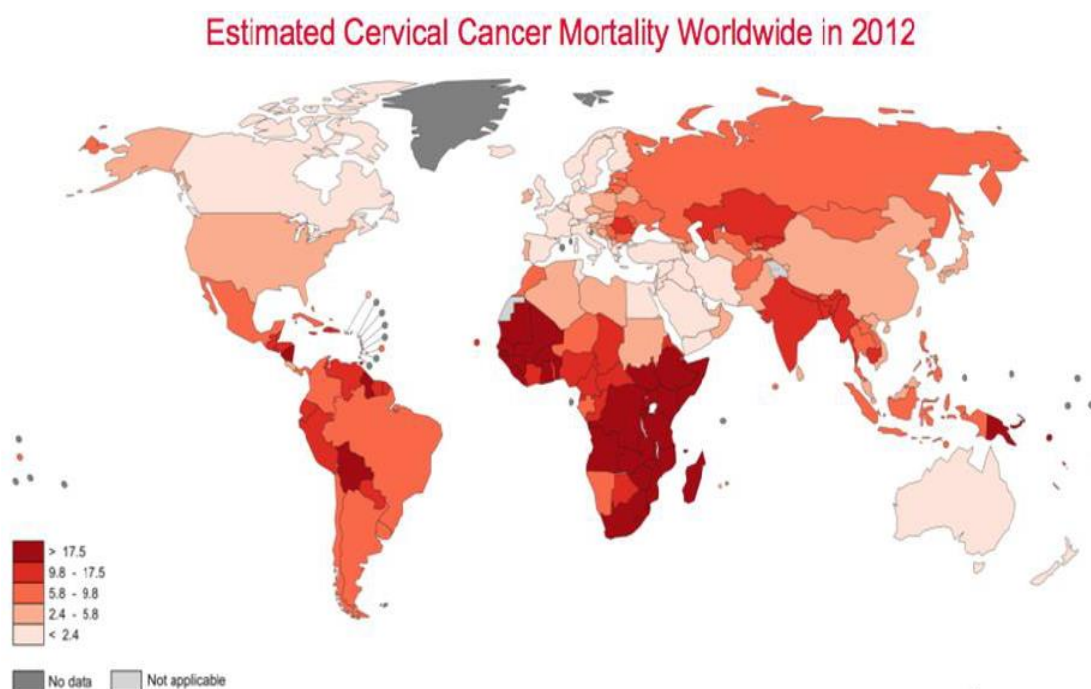 Estimated Cervical Cancer Mortality Worldwide in 2012
> 17.5
9.8 - 17.5
5.8 - 9.8
2.4 - 5.8
< 2.4
No data Not applicable